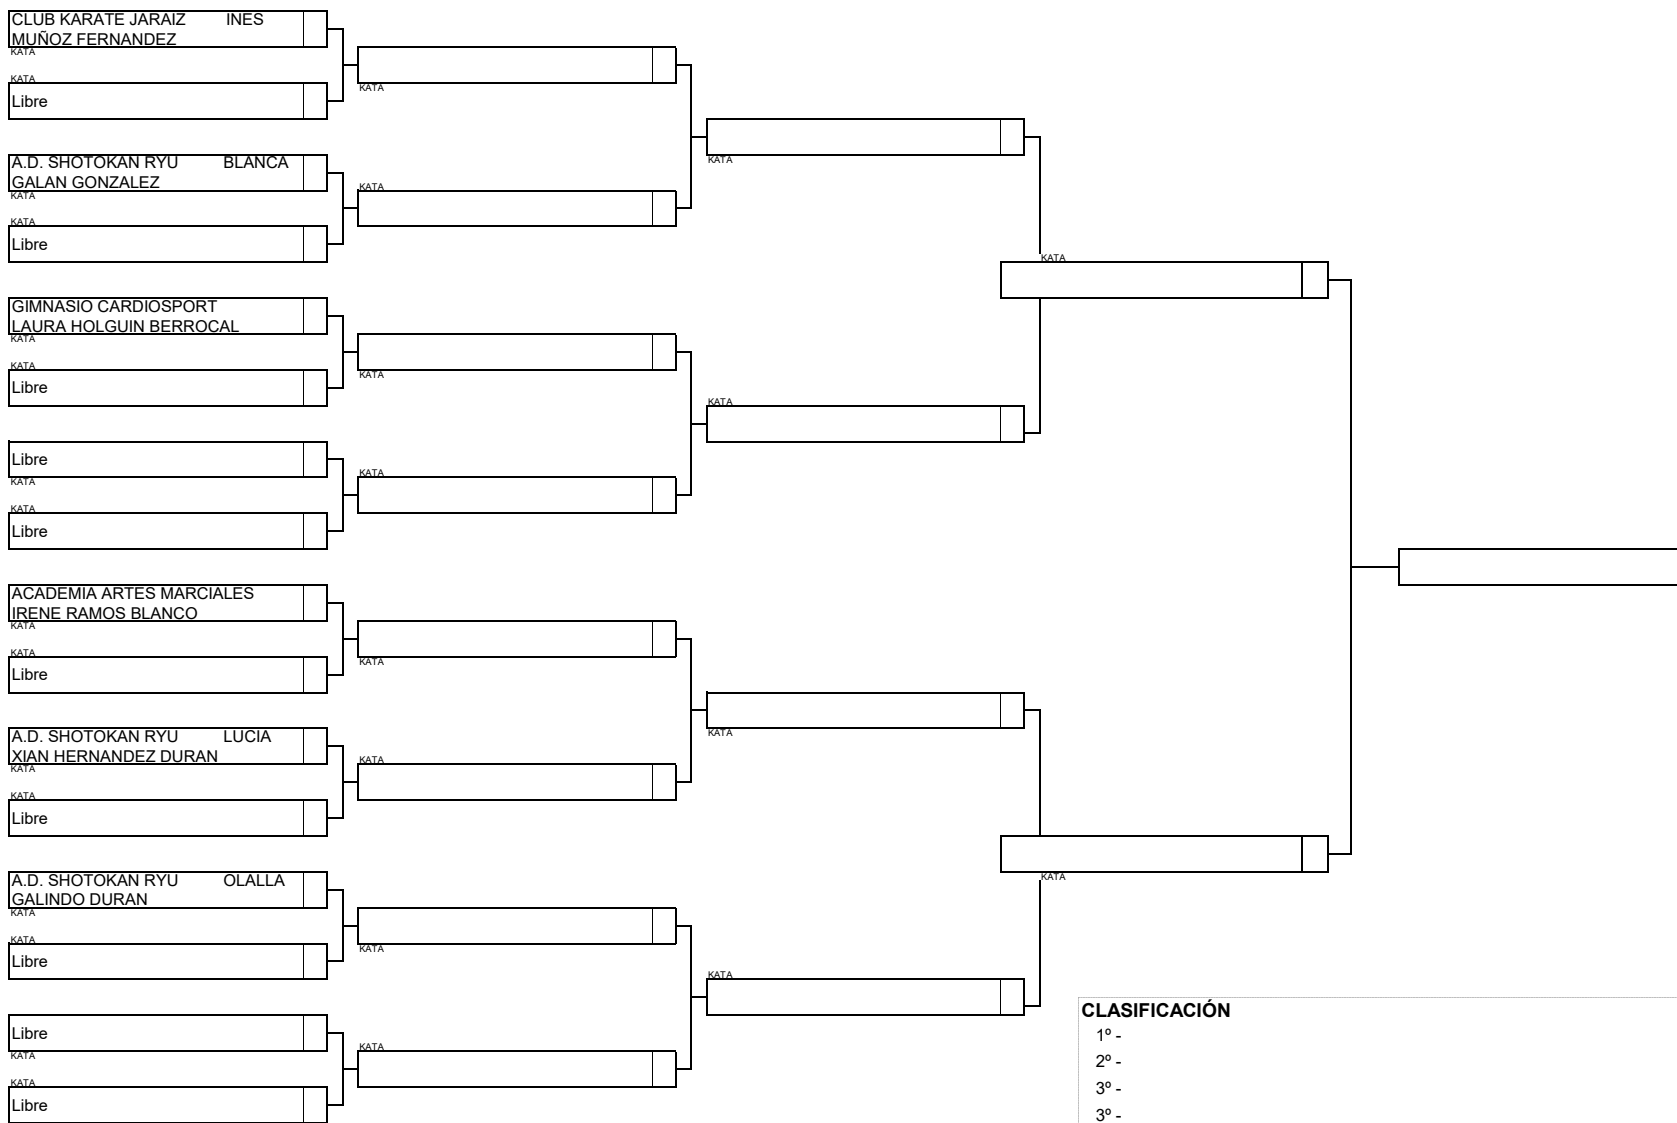 CLUB KARATE JARAIZ INES
MUÑOZ FERNANDEZ
KATA
KATA
Libre
A.D. SHOTOKAN RYU BLANCA
GALAN GONZALEZ
KATA
KATA
Libre
GIMNASIO CARDIOSPORT
LAURA HOLGUIN BERROCAL
KATA
KATA
Libre
Libre
KATA
KATA
Libre
ACADEMIA ARTES MARCIALES
IRENE RAMOS BLANCO
KATA
KATA
Libre
A.D. SHOTOKAN RYU LUCIA
XIAN HERNANDEZ DURAN
KATA
KATA
Libre
A.D. SHOTOKAN RYU OLALLA
GALINDO DURAN
KATA
KATA
Libre
Libre
KATA
KATA
Libre
KATA
KATA
KATA
KATA
KATA
KATA
KATA
KATA
KATA
KATA
KATA
KATA
KATA
KATA
CLASIFICACIÓN
1º -
2º -
3º -
3º -